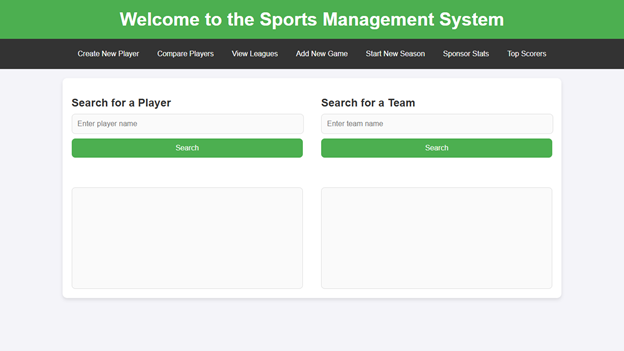 Welcome to the Sports Management System
Create New Player Compare Players View Leagues Add New Game Start New Season Sponsor Stats Top Scorers
Search for a Player
Enter player name
Search
Search for a Team
Enter team name
Search